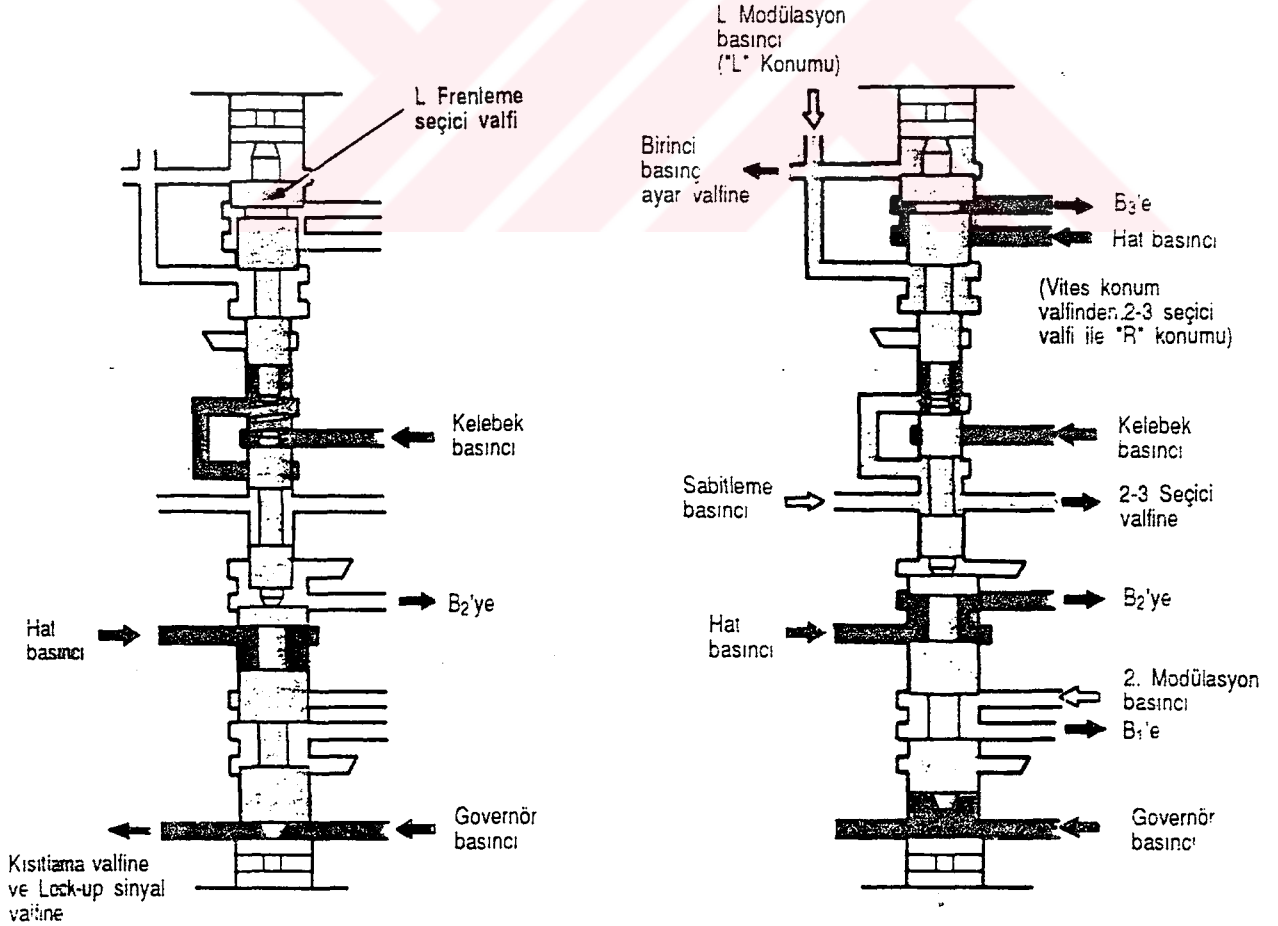 L Frenleme
seçici valfi
Kelebek
basıncı
B₂'ye
Hat
basıncı
Governör
basıncı
Kısıtlama valfine
ve Lock-up sinyal
valfine
L Modülasyon
basıncı
("L" Konumu)
Birinci
basınç
ayar valfine
B₃'e
Hat basıncı
(Vites konum
valfinden 2-3 seçici
valfi ile "R" konumu)
Kelebek
basıncı
Sabitleme
basıncı
2-3 Seçici
valfine
B₂'ye
Hat
basıncı
2. Modülasyon
basıncı
B₁'e
Governör
basıncı